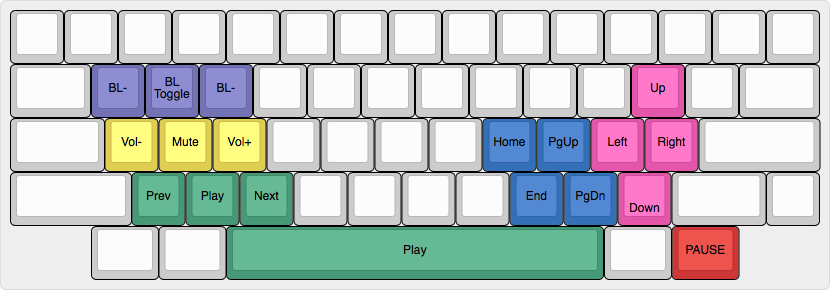 BL-
BL
Toggle
BL-
Up
Vol-
Mute
Vol+
Home
PgUp
Left
Right
Prev
Play
Next
End
PgDn
Down
Play
PAUSE